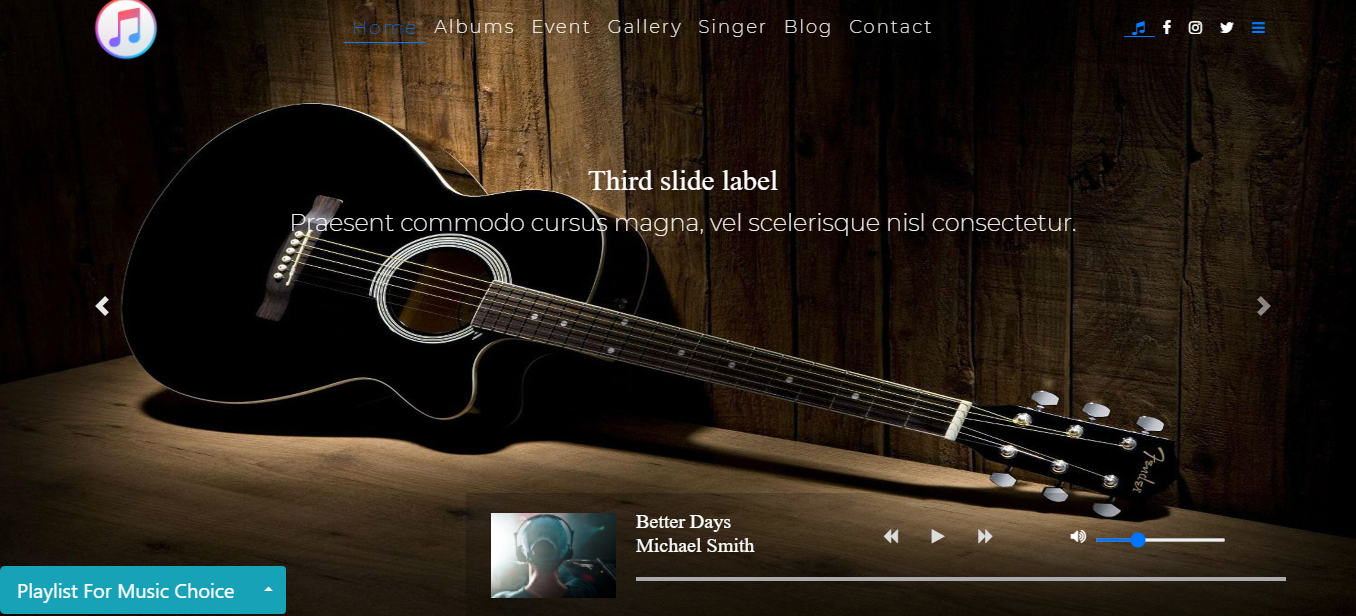 Home Albums Event Gallery Singer Blog Contact
Third slide label
Praesent commodo cursus magna, vel scelerisque nisl consectetur.
Fender
Better Days
Michael Smith
Playlist For Music Choice